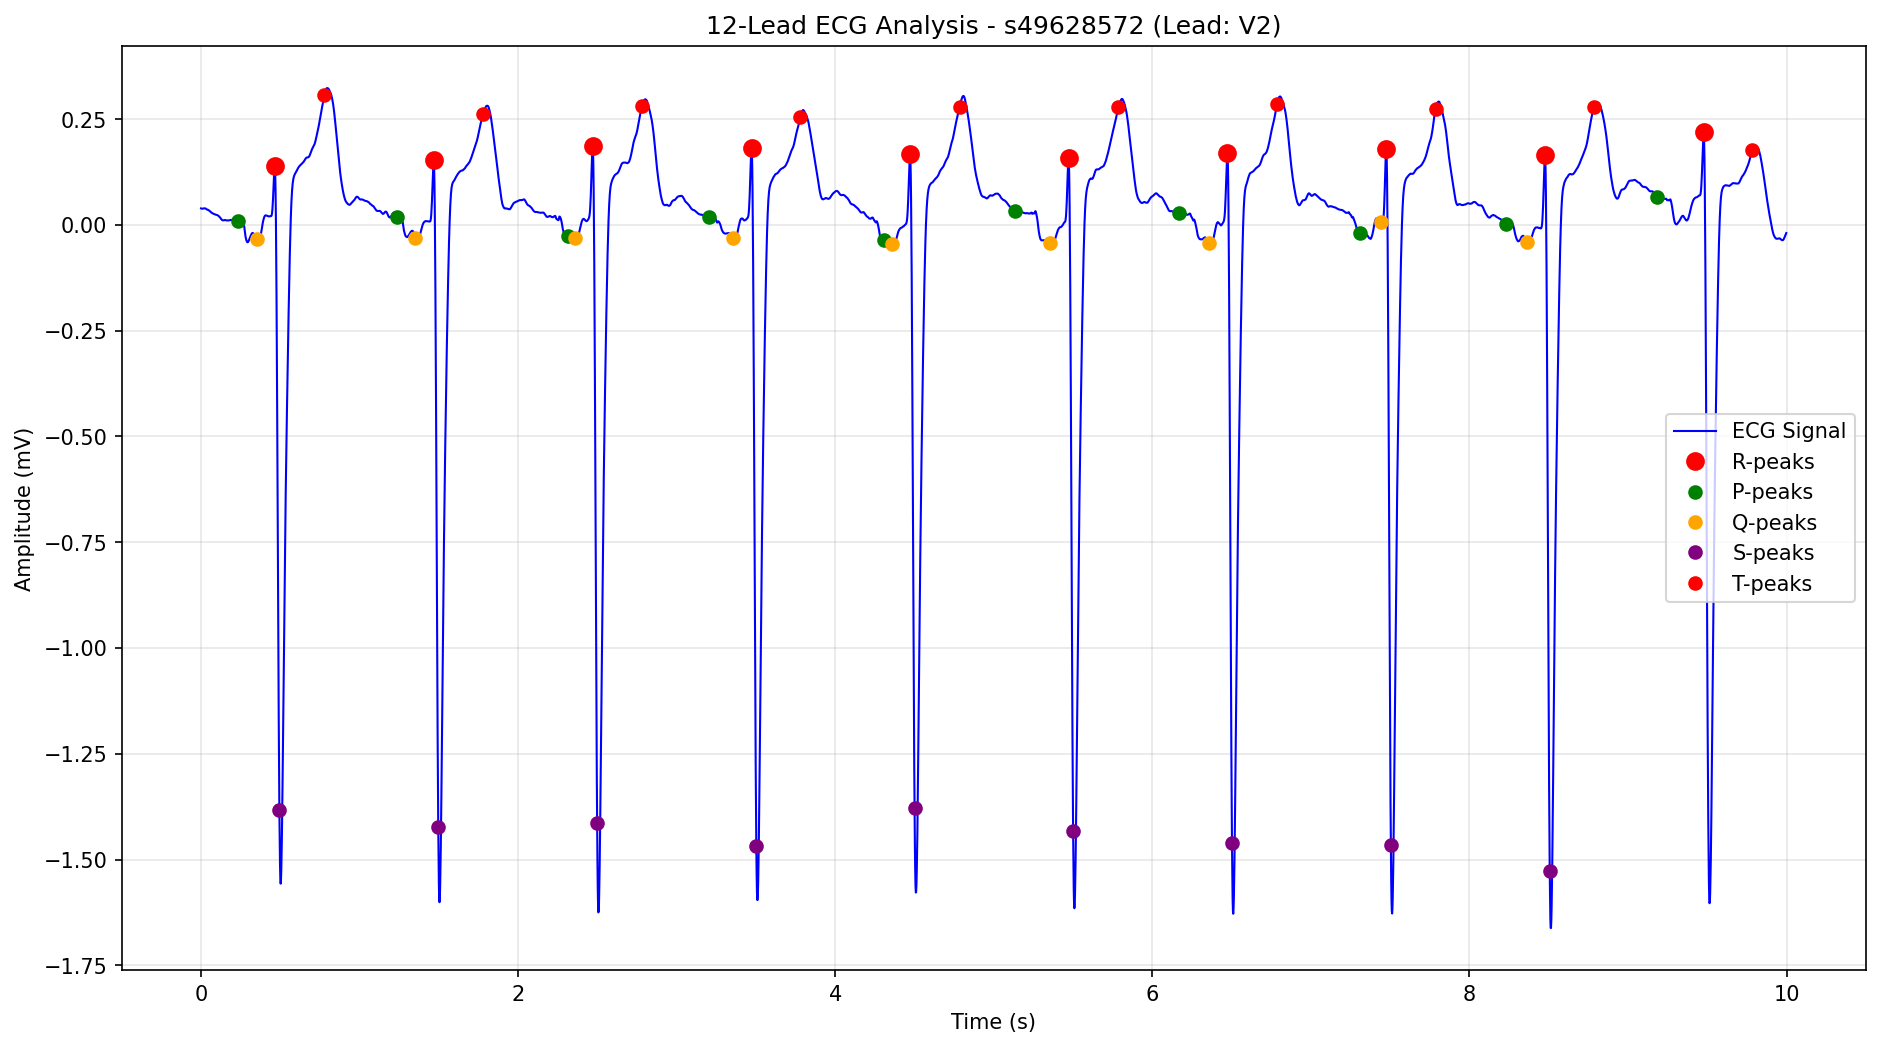 12-Lead ECG Analysis - s49628572 (Lead: V2)
Amplitude (mV)
0.25
0.00
−0.25
−0.50
−0.75
−1.00
−1.25
−1.50
−1.75
ECG Signal
R-peaks
P-peaks
Q-peaks
S-peaks
T-peaks
0 2 4 6 8 10
Time (s)